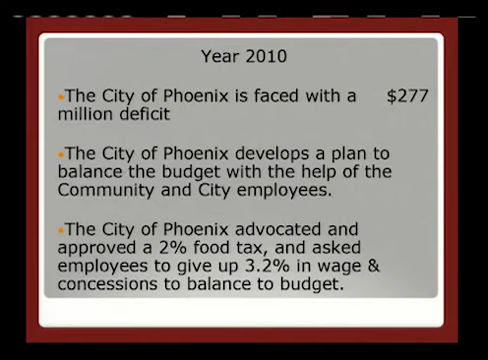 Year 2010
▪The City of Phoenix is faced with a $277
million deficit
▪The City of Phoenix develops a plan to
balance the budget with the help of the
Community and City employees.
▪The City of Phoenix advocated and
approved a 2% food tax, and asked
employees to give up 3.2% in wage &
concessions to balance to budget.